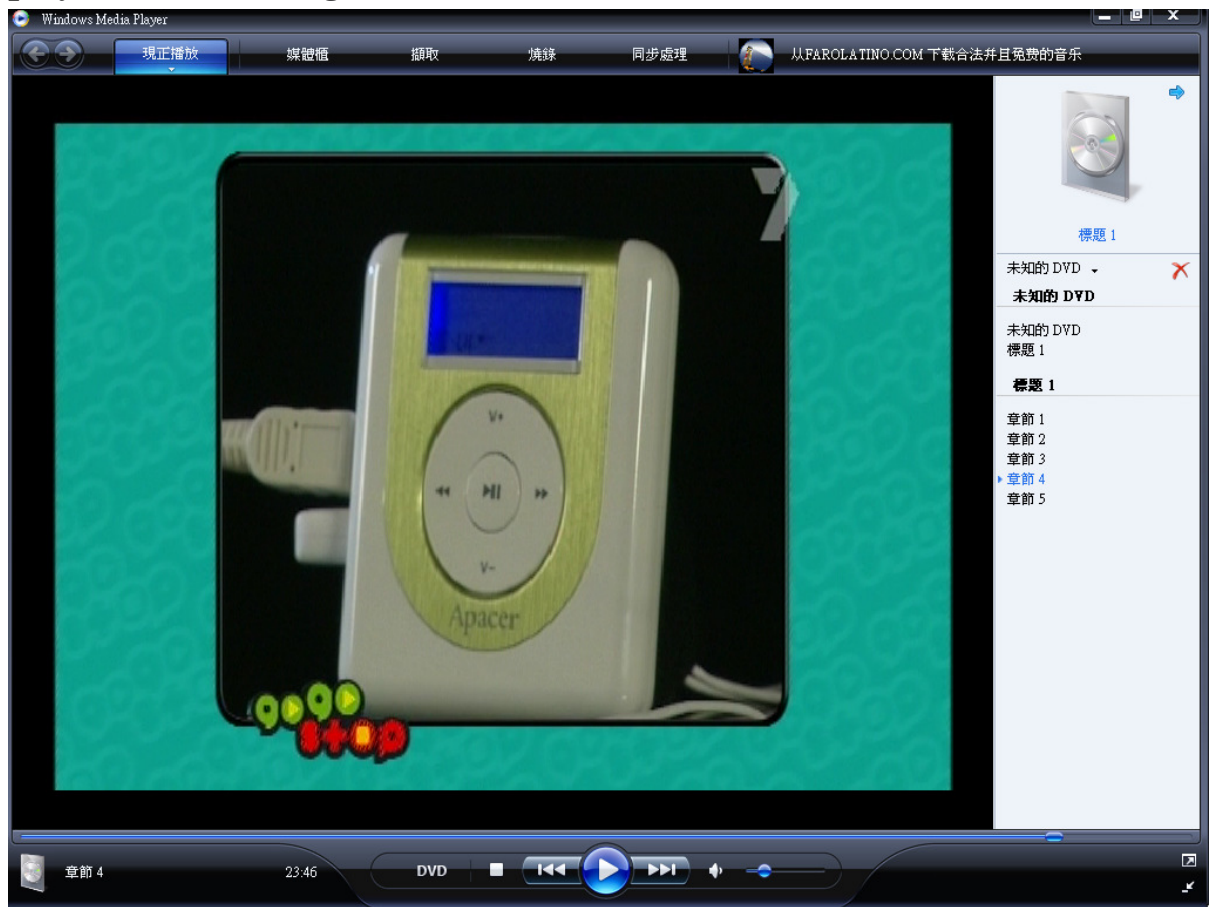 Windows Media Player
現正播放
媒體櫃
擷取
燒錄
同步處理
从FAROLATINO.COM 下载合法并且免费的音乐
7
V+
V-
Apacer
gogo
stop
標題 1
未知的 DVD
未知的 DVD
未知的 DVD
標題 1
標題 1
章節 1
章節 2
章節 3
章節 4
章節 5
章節 4
23:46
DVD